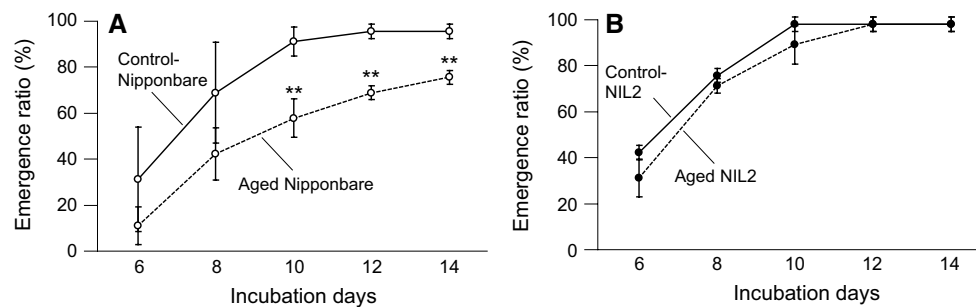 A
Emergence ratio (%)
100
80
60
40
20
0
Control-
Nipponbare
**
**
**
Aged Nipponbare
6
8
10
12
14
Incubation days
B
Emergence ratio (%)
100
80
60
40
20
0
Control-
NIL2
Aged NIL2
6
8
10
12
14
Incubation days